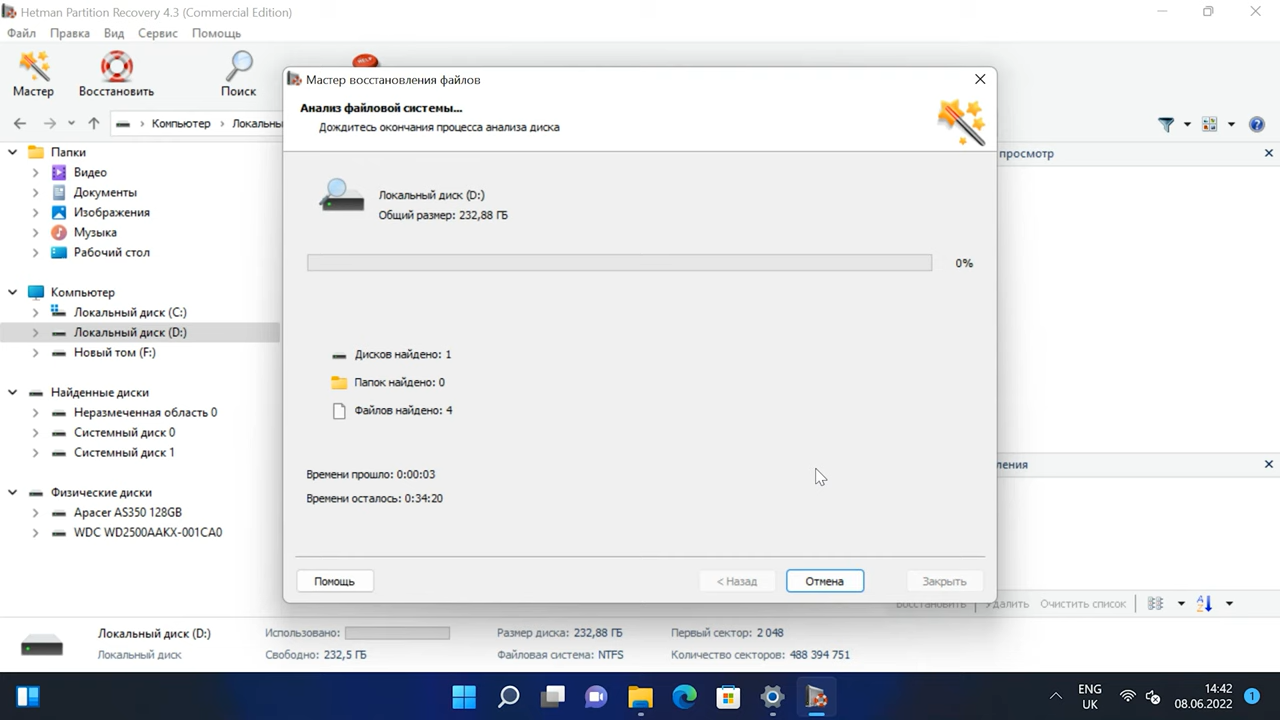 Hetman Partition Recovery 4.3 (Commercial Edition)
Файл Правка Вид Сервис Помощь
HELP
Мастер Восстановить Поиск
Компьютер Локальны
Папки
Видео
Документы
Изображения
Музыка
Рабочий стол
Компьютер
Локальный диск (C:)
Локальный диск (D:)
Новый том (F:)
Найденные диски
Неразмеченная область 0
Системный диск 0
Системный диск 1
Физические диски
Apacer AS350 128GB
WDC WD2500AAKX-001CA0
Мастер восстановления файлов
Анализ файловой системы...
Дождитесь окончания процесса анализа диска
Локальный диск (D:)
Общий размер: 232,88 ГБ
0%
Дисков найдено: 1
Папок найдено: 0
Файлов найдено: 4
Времени прошло: 0:00:03
Времени осталось: 0:34:20
Помощь < Назад Отмена Закрыть
просмотр
ления
Восстановить Удалить Очистить список
Локальный диск (D:) Использовано: Размер диска: 232,88 ГБ Первый сектор: 2 048
Локальный диск Свободно: 232,5 ГБ Файловая система: NTFS Количество секторов: 488 394 751
ENG
UK
14:42
08.06.2022
1